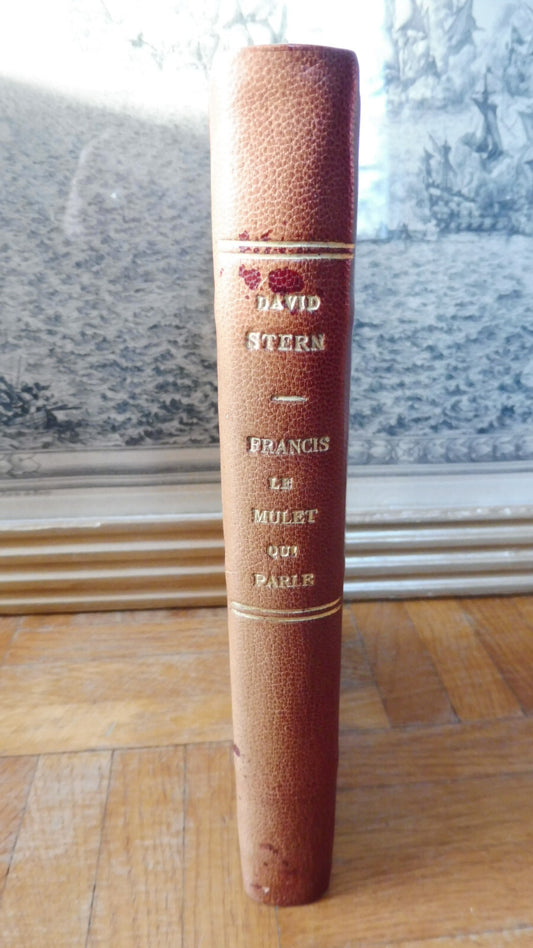 DAVID
STERN
FRANCIS
LE
MULET
QUI
PARLE